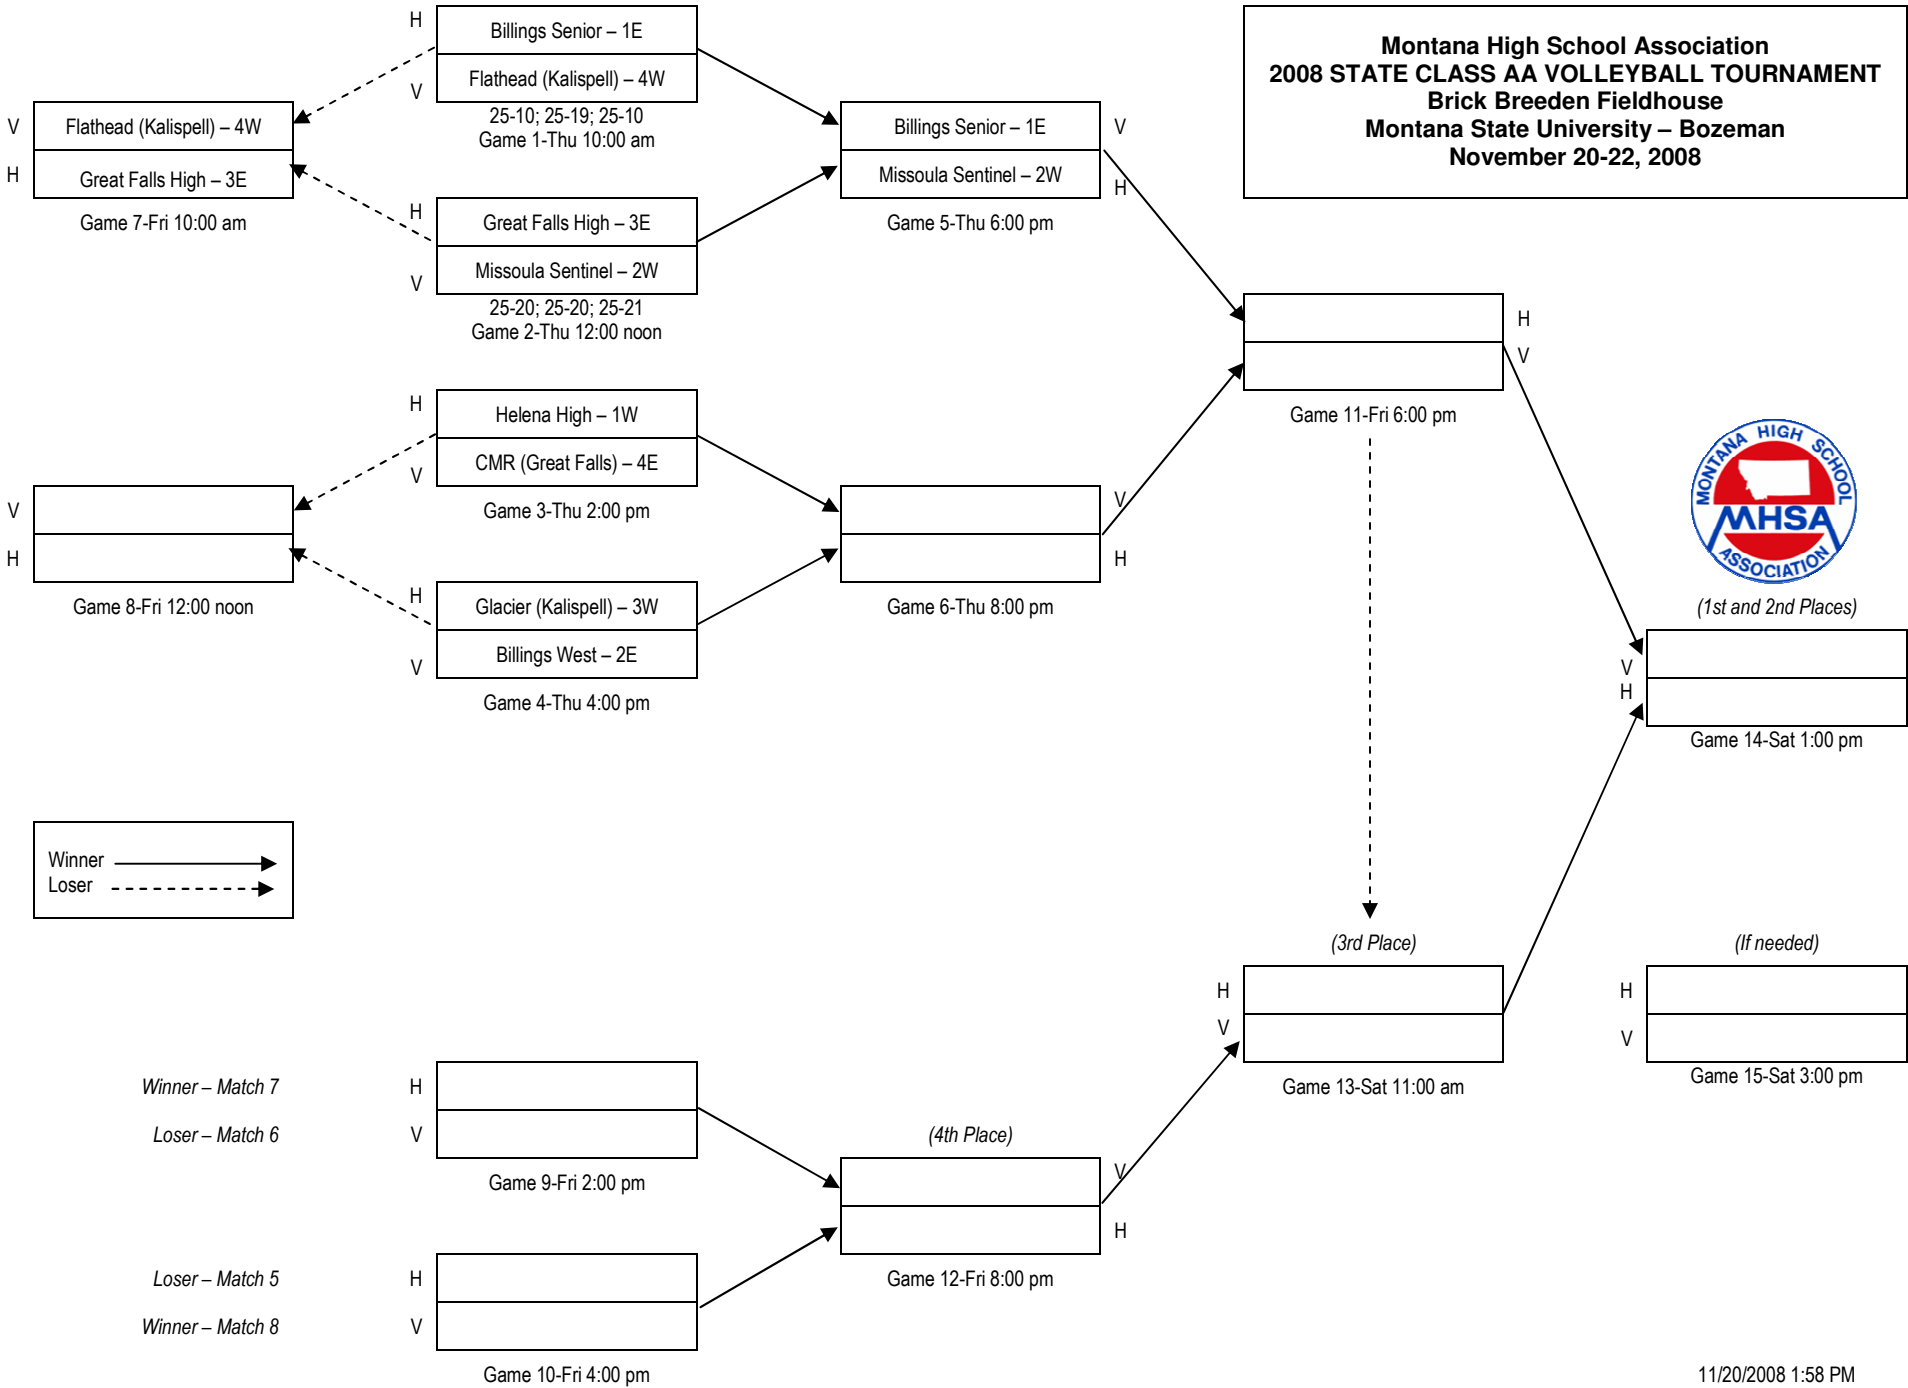 Montana High School Association
2008 STATE CLASS AA VOLLEYBALL TOURNAMENT
Brick Breeden Fieldhouse
Montana State University – Bozeman
November 20-22, 2008
H
Billings Senior – 1E
V
Flathead (Kalispell) – 4W
25-10; 25-19; 25-10
Game 1-Thu 10:00 am
V
Flathead (Kalispell) – 4W
H
Great Falls High – 3E
Game 7-Fri 10:00 am
Billings Senior – 1E
V
Missoula Sentinel – 2W
H
Game 5-Thu 6:00 pm
H
Great Falls High – 3E
V
Missoula Sentinel – 2W
25-20; 25-20; 25-21
Game 2-Thu 12:00 noon
H
V
Game 11-Fri 6:00 pm
H
Helena High – 1W
V
CMR (Great Falls) – 4E
Game 3-Thu 2:00 pm
V
H
Game 8-Fri 12:00 noon
V
H
Game 6-Thu 8:00 pm
H
Glacier (Kalispell) – 3W
V
Billings West – 2E
Game 4-Thu 4:00 pm
MONTANA HIGH SCHOOL
MHSA
ASSOCIATION
(1st and 2nd Places)
V
H
Game 14-Sat 1:00 pm
Winner
Loser
(3rd Place)
H
V
Game 13-Sat 11:00 am
(If needed)
H
V
Game 15-Sat 3:00 pm
Winner – Match 7 H
Loser – Match 6 V
Game 9-Fri 2:00 pm
(4th Place)
V
H
Game 12-Fri 8:00 pm
Loser – Match 5 H
Winner – Match 8 V
Game 10-Fri 4:00 pm
11/20/2008 1:58 PM